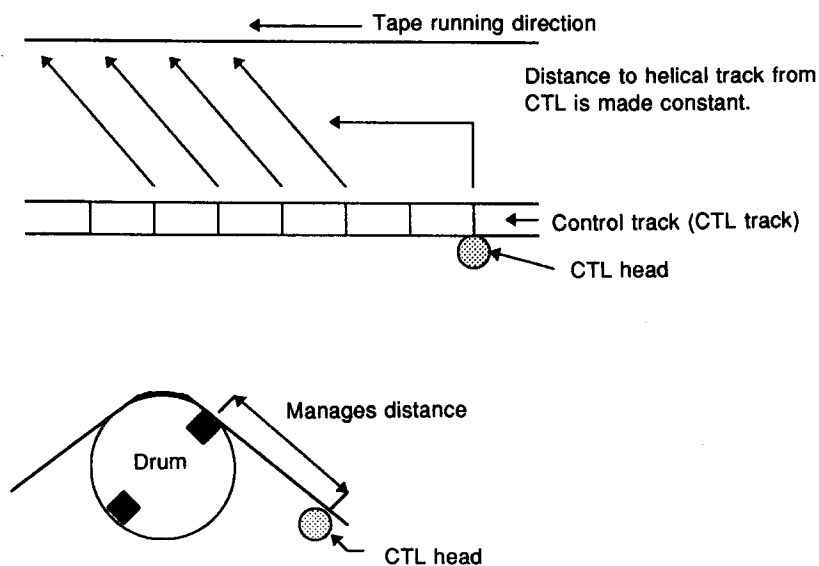 Tape running direction
Distance to helical track from
CTL is made constant.
Control track (CTL track)
CTL head
Manages distance
Drum
CTL head